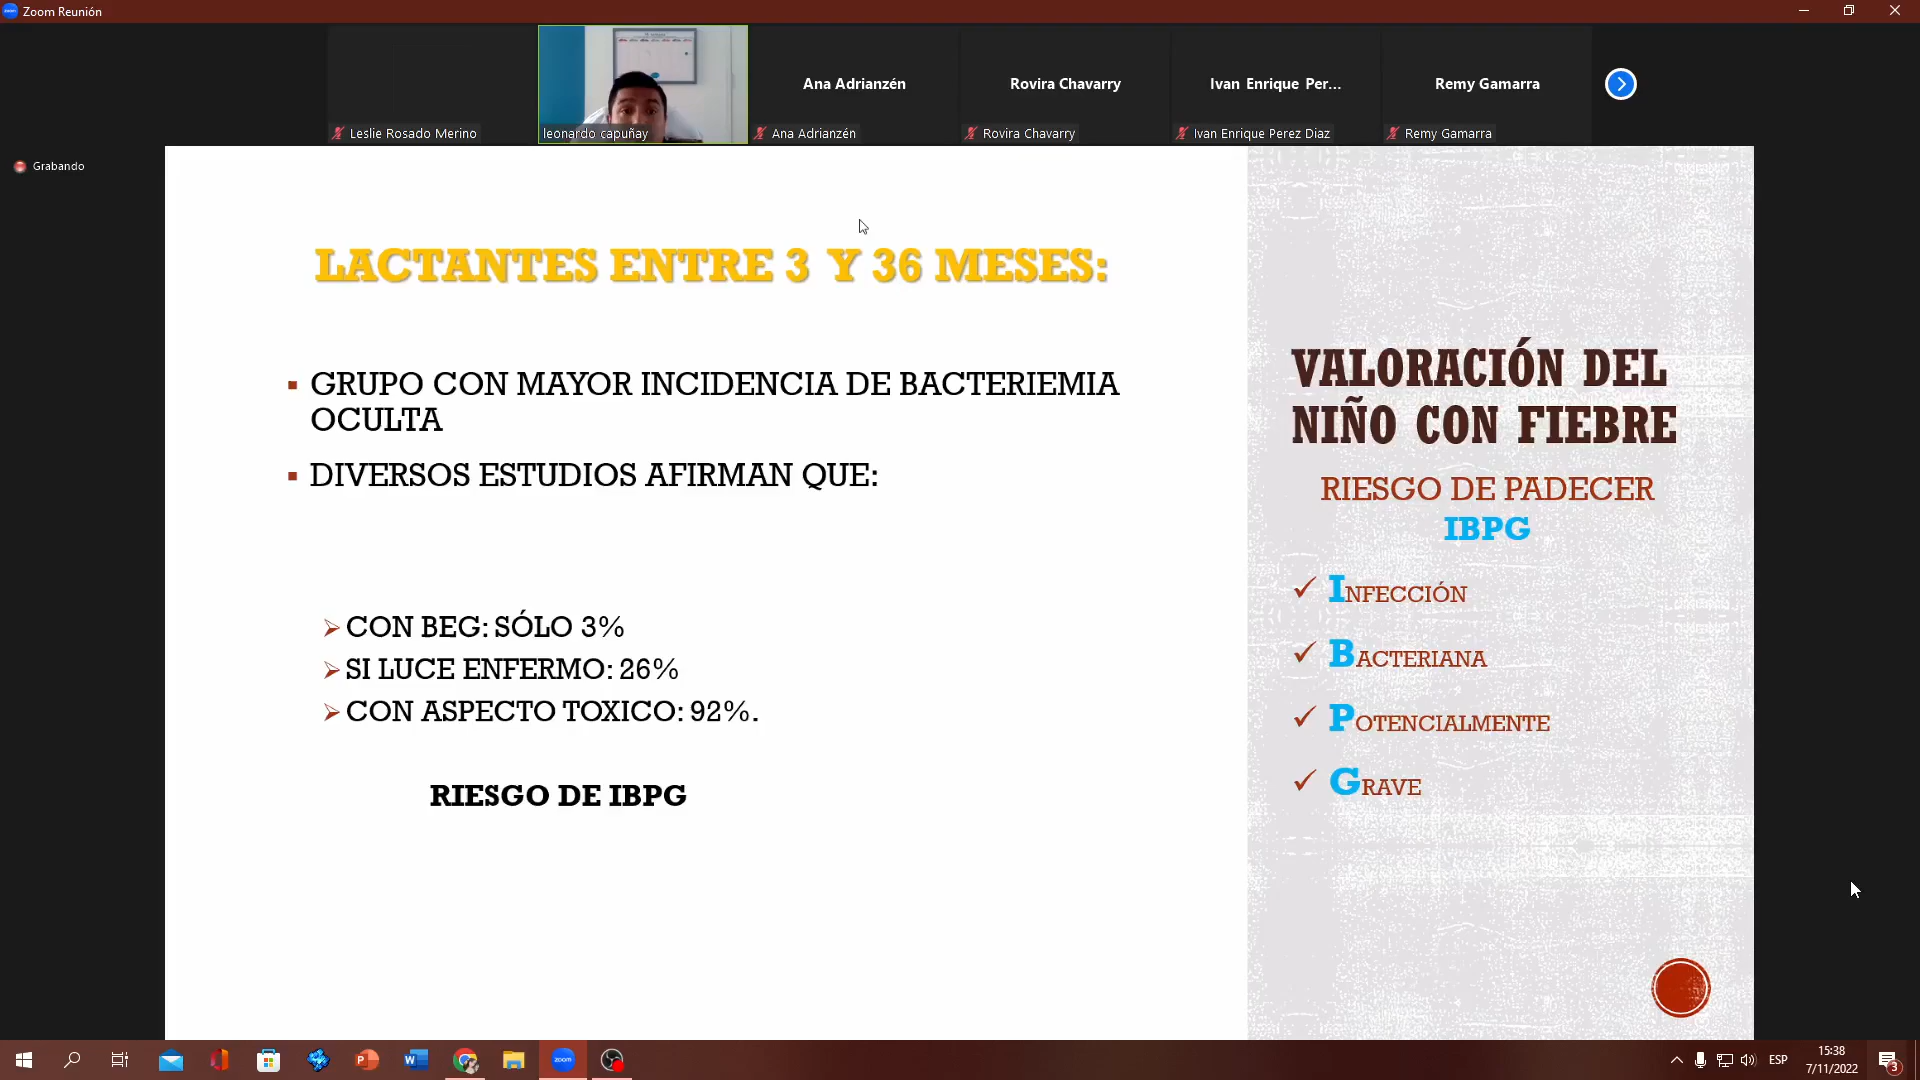 Zoom Reunión
Ana Adrianzén
Rovira Chavarry
Ivan Enrique Per...
Remy Gamarra
Leslie Rosado Merino
leonardo capuñay
Ana Adrianzén
Rovira Chavarry
Ivan Enrique Perez Diaz
Remy Gamarra
Grabando
LACTANTES ENTRE 3 Y 36 MESES:
▪ GRUPO CON MAYOR INCIDENCIA DE BACTERIEMIA
OCULTA
▪ DIVERSOS ESTUDIOS AFIRMAN QUE:
➢ CON BEG: SÓLO 3%
➢ SI LUCE ENFERMO: 26%
➢ CON ASPECTO TOXICO: 92%.
RIESGO DE IBPG
VALORACIÓN DEL
NIÑO CON FIEBRE
RIESGO DE PADECER
IBPG
✓ INFECCIÓN
✓ BACTERIANA
✓ POTENCIALMENTE
✓ GRAVE
zoom
ESP
15:38
7/11/2022
3